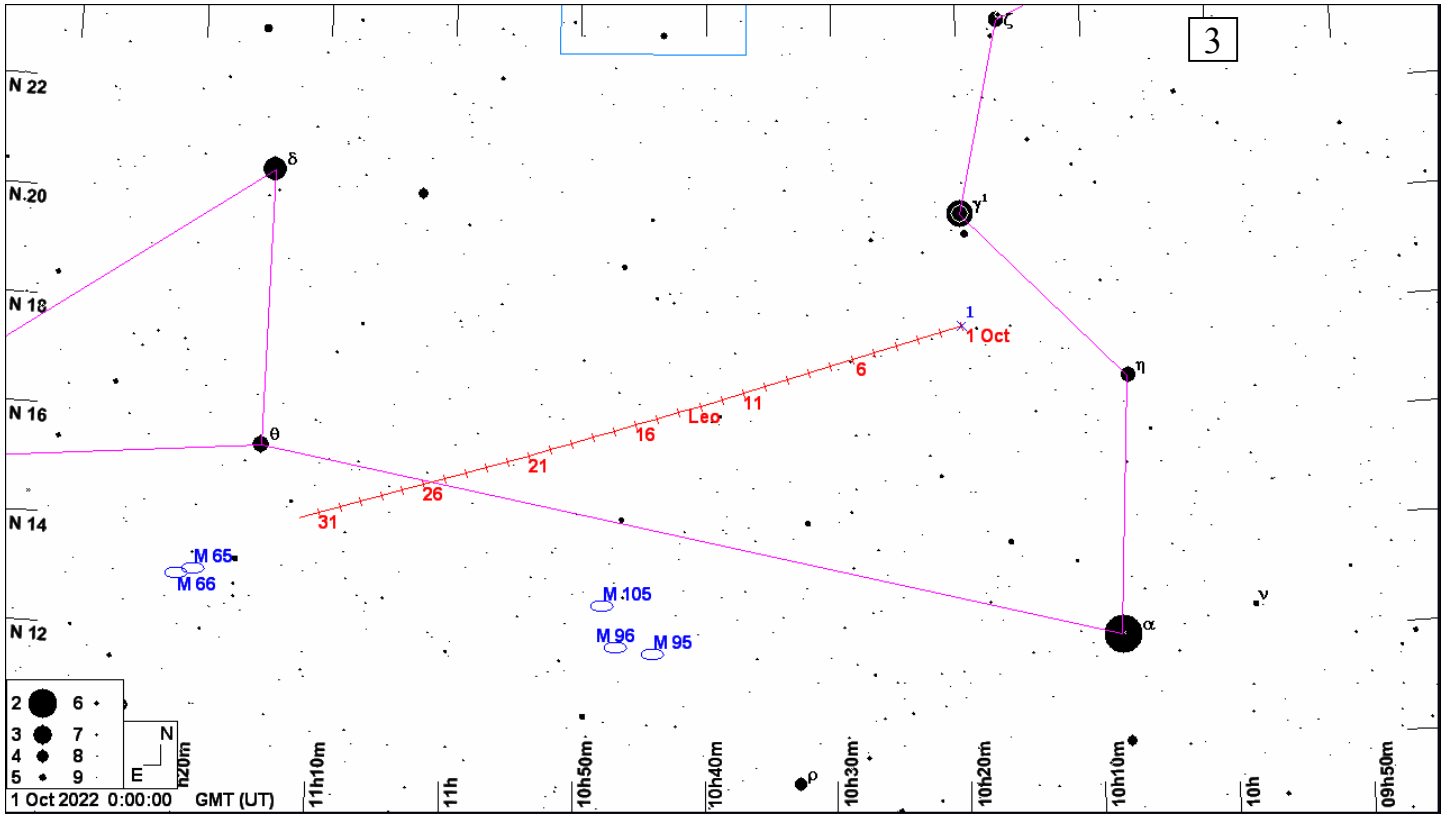 ζ
3
N 22
δ
N 20
γ¹
N 18
1
1 Oct
6
η
N 16
11
Leo
16
θ
21
26
N 14
31
M 65
M 66
M 105
ν
N 12
M 96
M 95
α
2 6
3 7
4 8
5 9
N
E
ρ
h20m
11h10m
11h
10h50m
10h40m
10h30m
10h20m
10h10m
10h
09h50m
1 Oct 2022 0:00:00 GMT (UT)